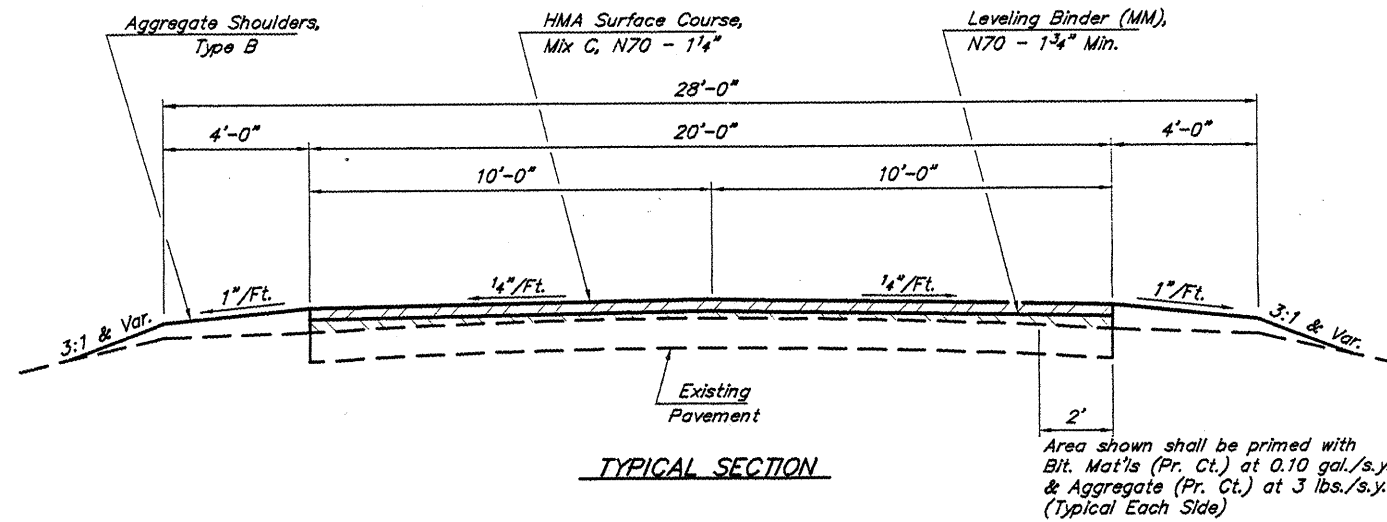 Aggregate Shoulders,
Type B
HMA Surface Course,
Mix C, N70 - 1¼"
Leveling Binder (MM),
N70 - 1¾" Min.
28'-0"
4'-0"
20'-0"
4'-0"
10'-0"
10'-0"
3:1 & Var.
1"/Ft.
¼"/Ft.
¼"/Ft.
1"/Ft.
3:1 & Var.
Existing
Pavement
2'
TYPICAL SECTION
Area shown shall be primed with
Bit. Mat'ls (Pr. Ct.) at 0.10 gal./s.y.
& Aggregate (Pr. Ct.) at 3 lbs./s.y.
(Typical Each Side)